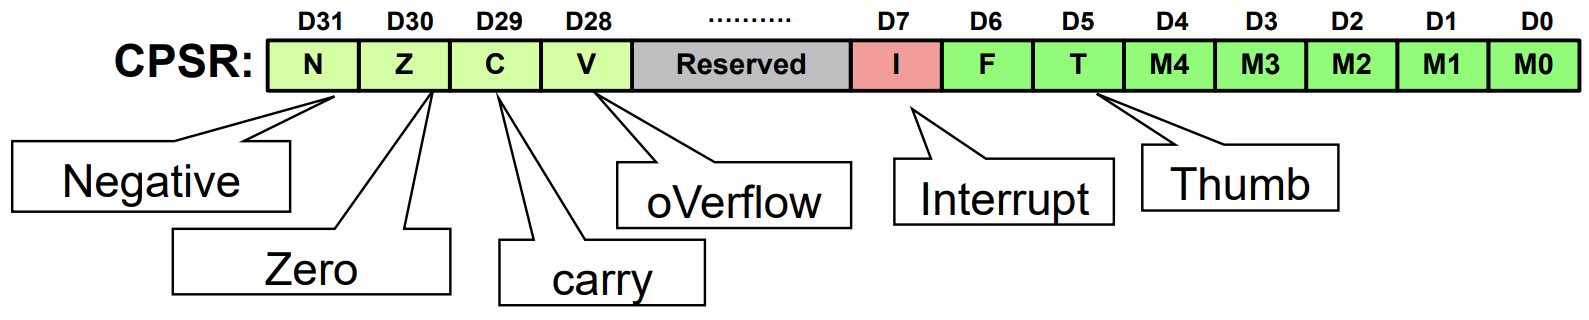 D31 D30 D29 D28 .......... D7 D6 D5 D4 D3 D2 D1 D0
CPSR: N Z C V Reserved I F T M4 M3 M2 M1 M0
Negative
oVerflow
Interrupt
Thumb
Zero
carry